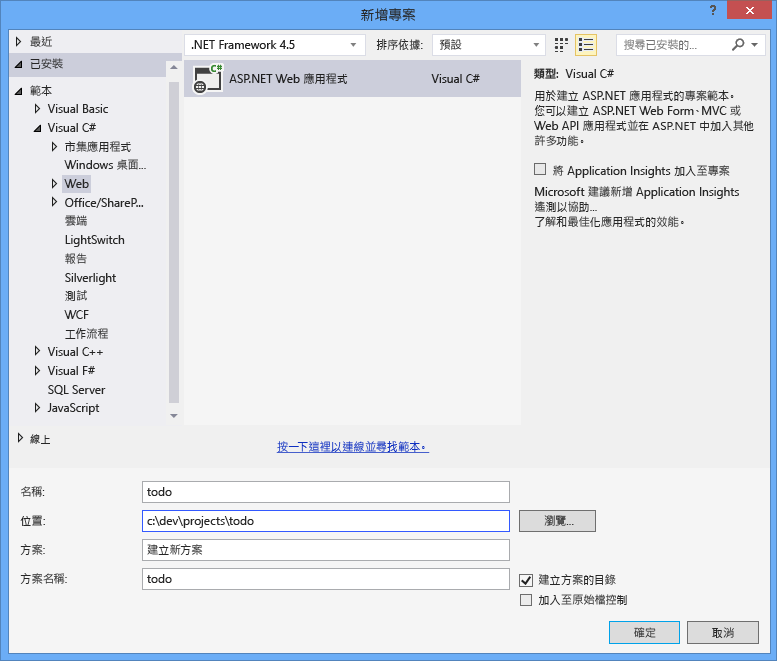 新增專案
?
最近
已安裝
範本
Visual Basic
Visual C#
市集應用程式
Windows 桌面...
Web
Office/ShareP...
雲端
LightSwitch
報告
Silverlight
測試
WCF
工作流程
Visual C++
Visual F#
SQL Server
JavaScript
線上
.NET Framework 4.5
排序依據:
預設
搜尋已安裝的...
C#
ASP.NET Web 應用程式
Visual C#
按一下這裡以連線並尋找範本。
類型: Visual C#
用於建立 ASP.NET 應用程式的專案範本。
您可以建立 ASP.NET Web Form、MVC 或
Web API 應用程式並在 ASP.NET 中加入其他
許多功能。
將 Application Insights 加入至專案
Microsoft 建議新增 Application Insights
遙測以協助...
了解和最佳化應用程式的效能。
名稱:
todo
位置:
c:\dev\projects\todo
瀏覽...
方案:
建立新方案
方案名稱:
todo
建立方案的目錄
加入至原始檔控制
確定
取消